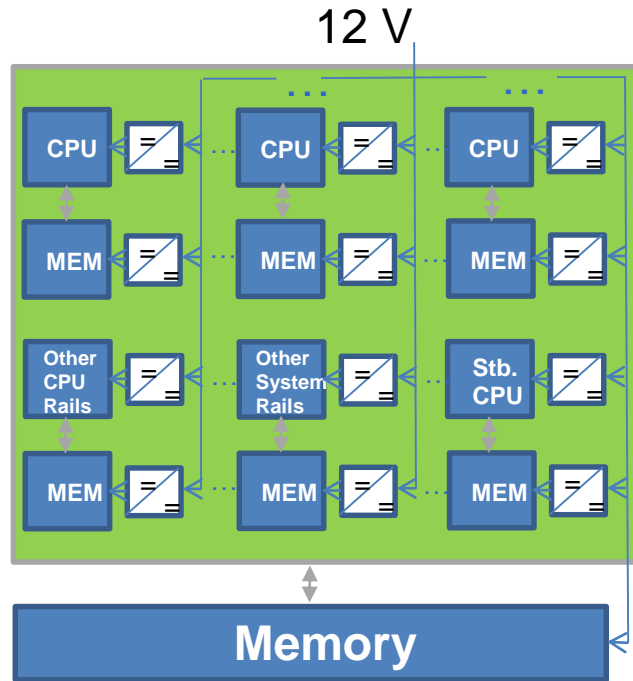 12 V
... ...
CPU = = ... CPU = = ... CPU = =
MEM = = ... MEM = = ... MEM = =
Other
CPU
Rails
= =
...
Other
System
Rails
= =
...
Stb.
CPU
= =
MEM = = ... MEM = = ... MEM = =
Memory